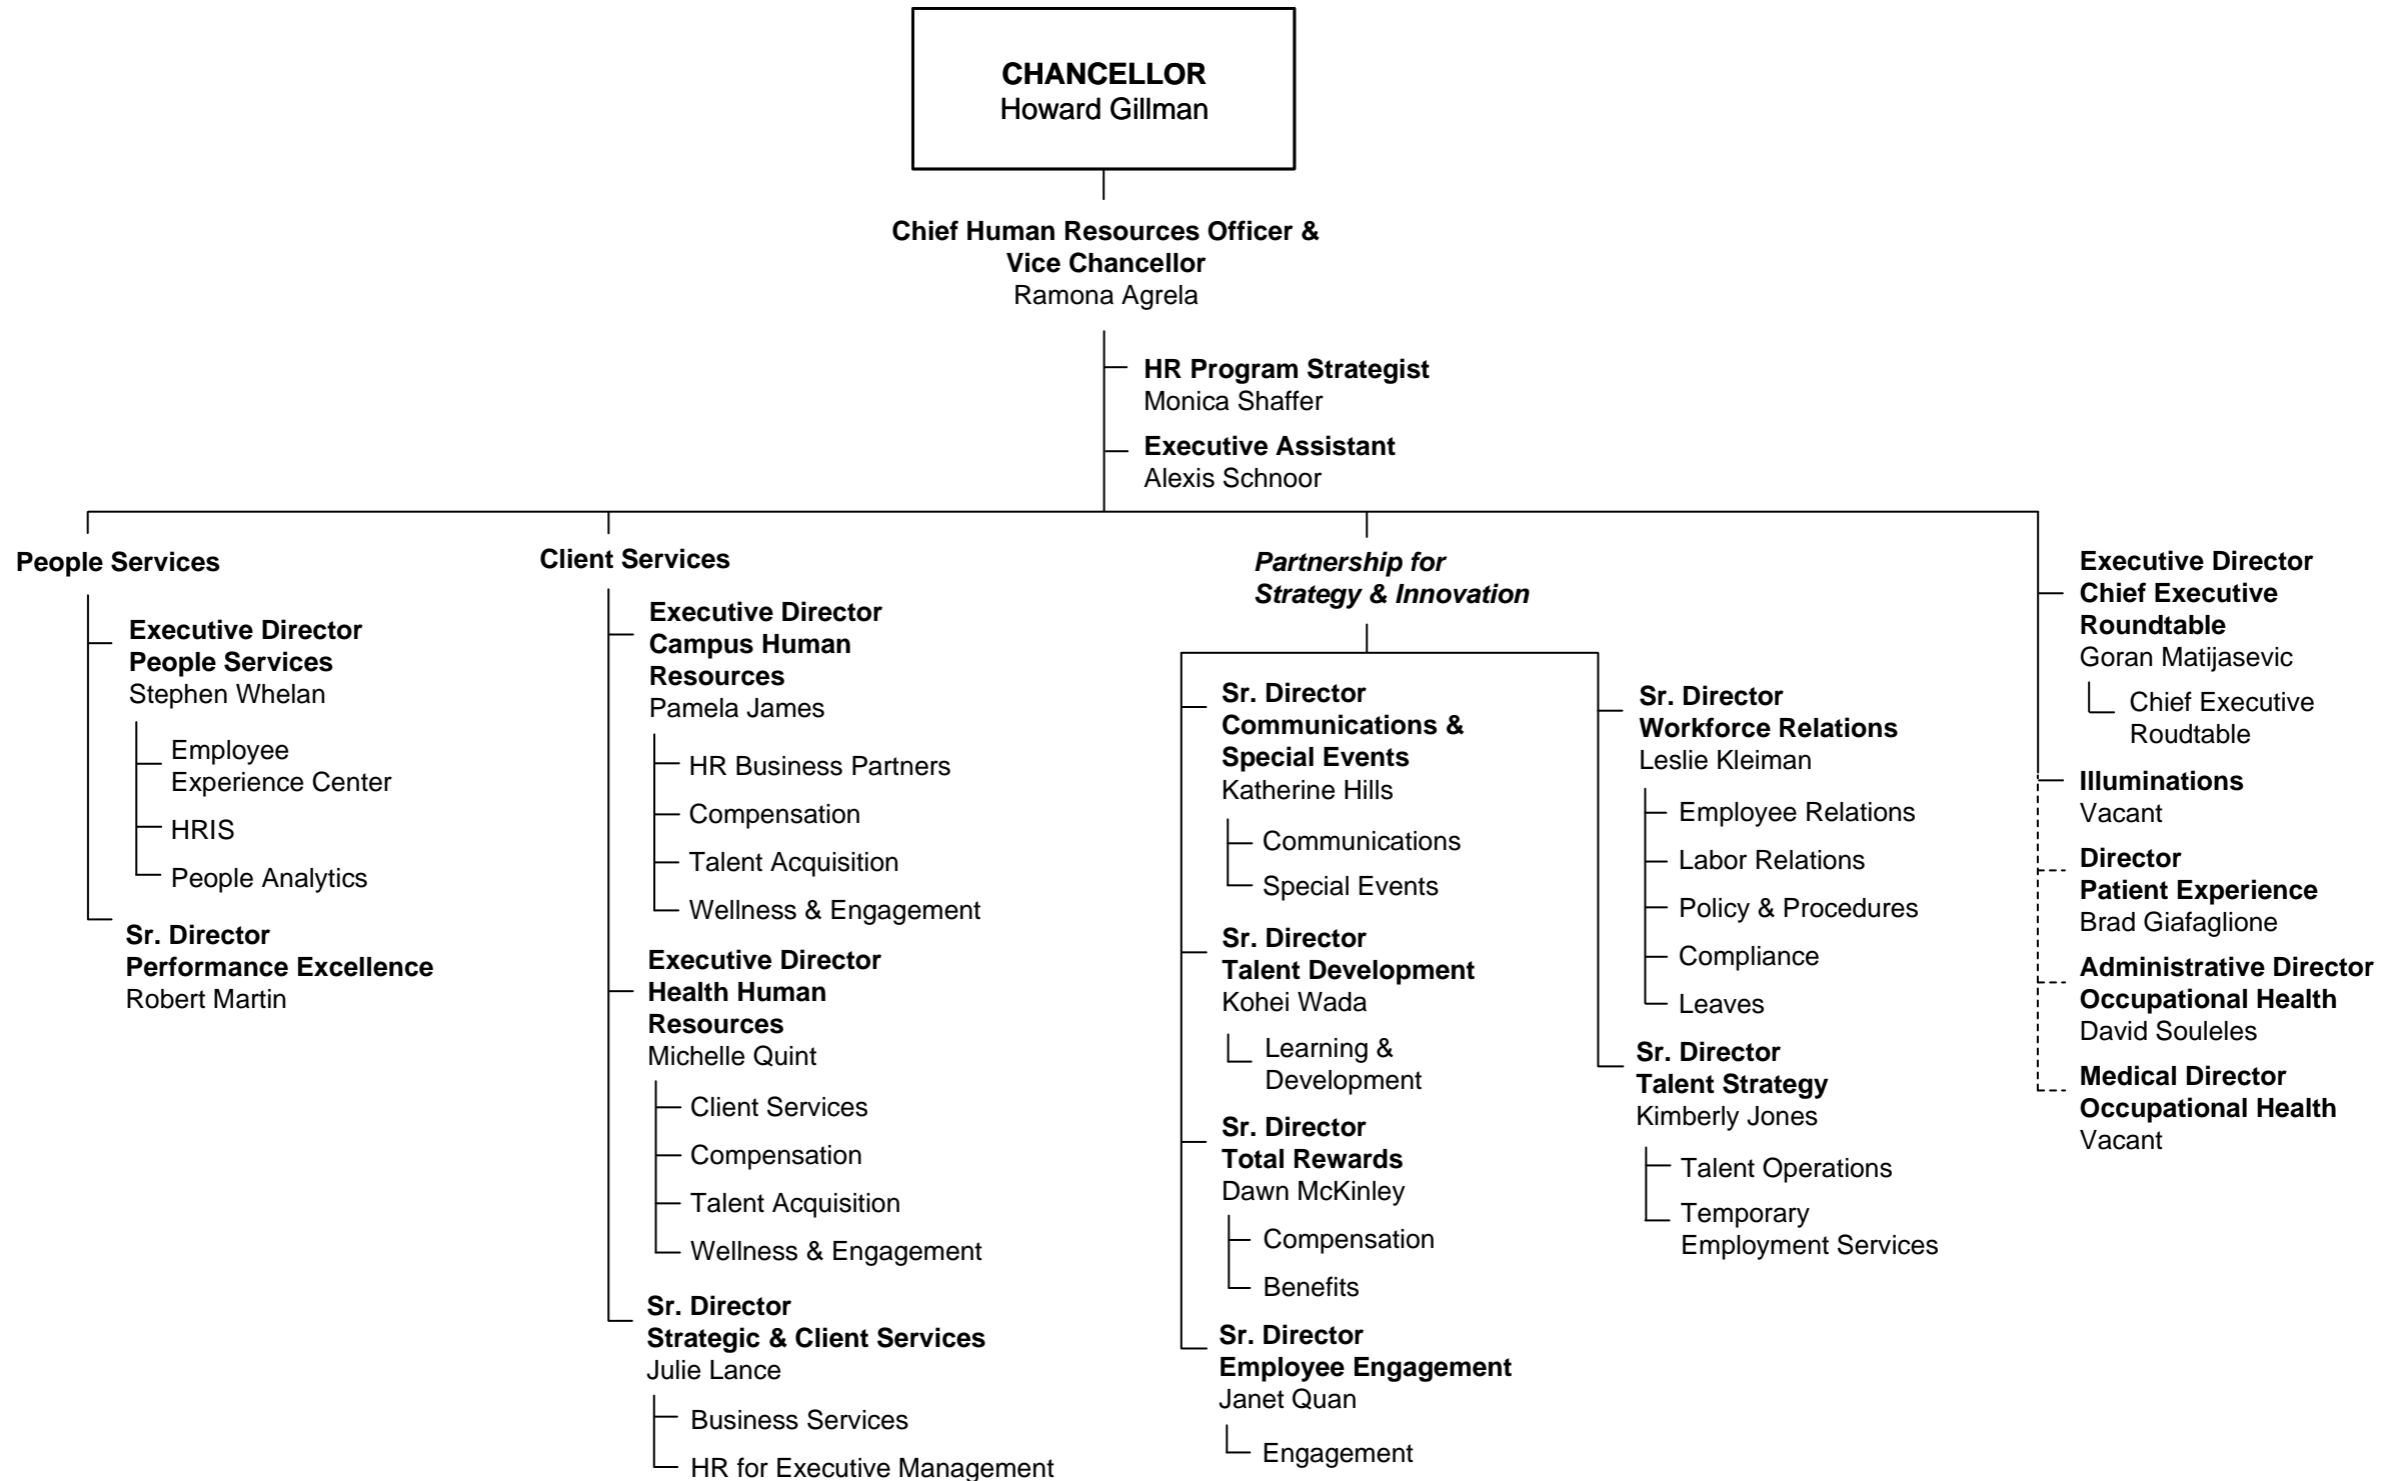 CHANCELLOR
Howard Gillman
Chief Human Resources Officer &
Vice Chancellor
Ramona Agrela
HR Program Strategist
Monica Shaffer
Executive Assistant
Alexis Schnoor
People Services
Executive Director
People Services
Stephen Whelan
Employee
Experience Center
HRIS
People Analytics
Sr. Director
Performance Excellence
Robert Martin
Client Services
Executive Director
Campus Human
Resources
Pamela James
HR Business Partners
Compensation
Talent Acquisition
Wellness & Engagement
Executive Director
Health Human
Resources
Michelle Quint
Client Services
Compensation
Talent Acquisition
Wellness & Engagement
Sr. Director
Strategic & Client Services
Julie Lance
Business Services
HR for Executive Management
Partnership for
Strategy & Innovation
Sr. Director
Communications &
Special Events
Katherine Hills
Communications
Special Events
Sr. Director
Talent Development
Kohei Wada
Learning &
Development
Sr. Director
Total Rewards
Dawn McKinley
Compensation
Benefits
Sr. Director
Employee Engagement
Janet Quan
Engagement
Sr. Director
Workforce Relations
Leslie Kleiman
Employee Relations
Labor Relations
Policy & Procedures
Compliance
Leaves
Sr. Director
Talent Strategy
Kimberly Jones
Talent Operations
Temporary
Employment Services
Executive Director
Chief Executive
Roundtable
Goran Matijasevic
Chief Executive
Roudtable
Illuminations
Vacant
Director
Patient Experience
Brad Giafaglione
Administrative Director
Occupational Health
David Souleles
Medical Director
Occupational Health
Vacant